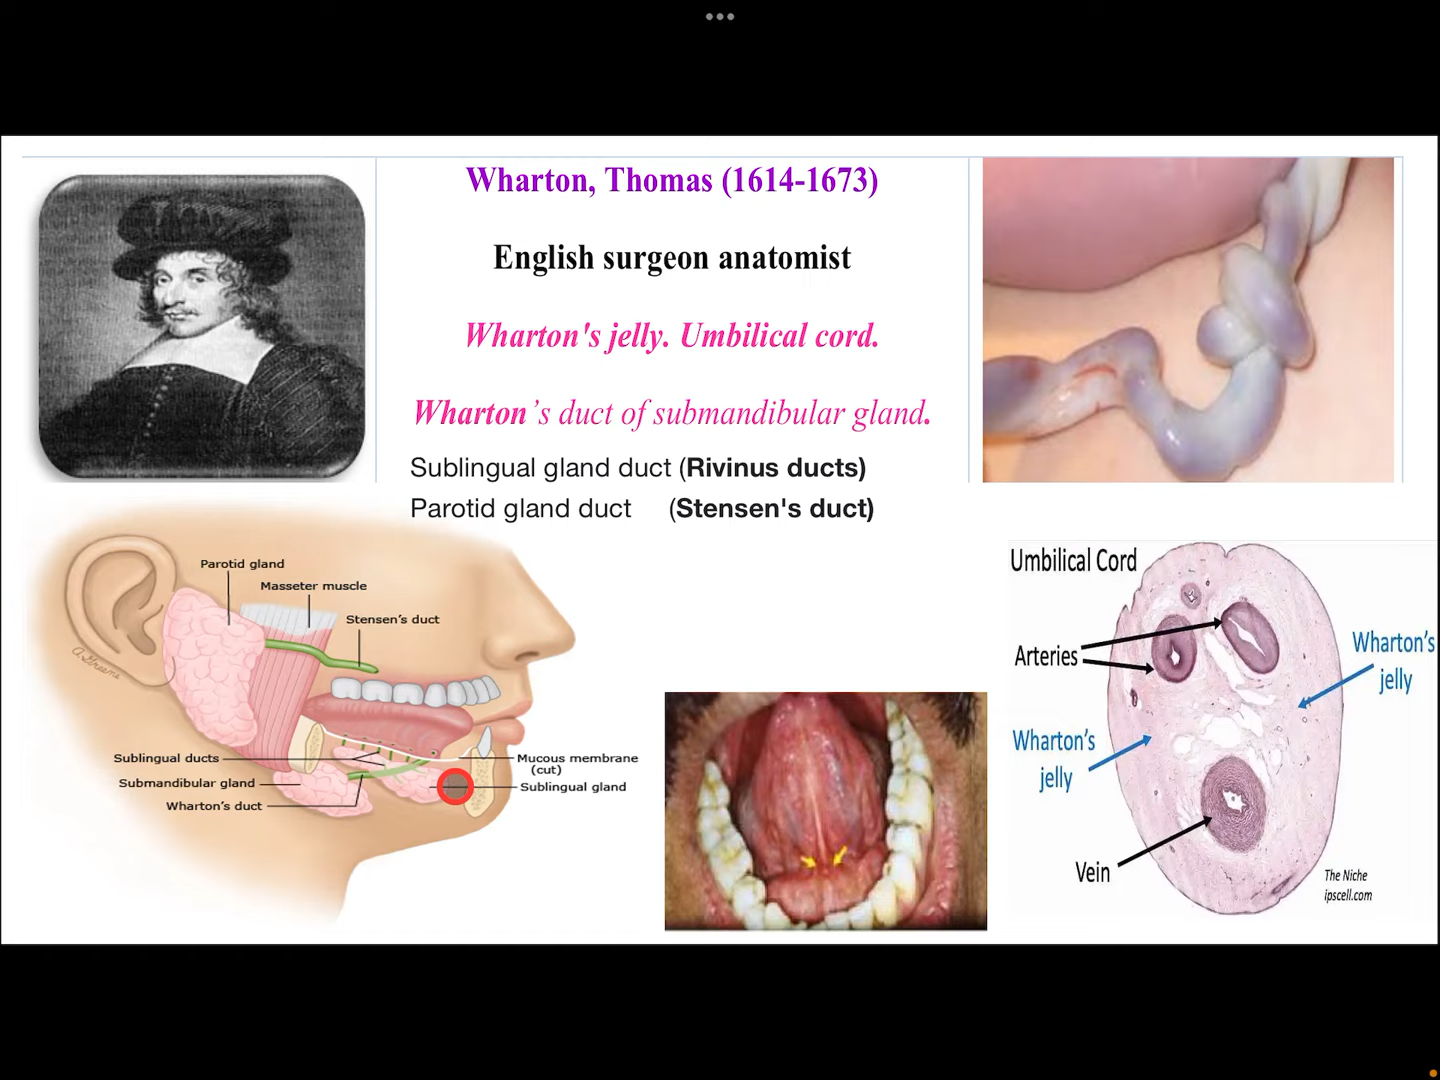 Wharton, Thomas (1614-1673)
English surgeon anatomist
Wharton's jelly. Umbilical cord.
Wharton's duct of submandibular gland.
Sublingual gland duct (Rivinus ducts)
Parotid gland duct (Stensen's duct)
Parotid gland
Masseter muscle
Stensen's duct
Sublingual ducts
Submandibular gland
Wharton's duct
Mucous membrane
(cut)
Sublingual gland
Umbilical Cord
Arteries
Wharton's
jelly
Wharton's
jelly
Vein
The Niche
ipscell.com